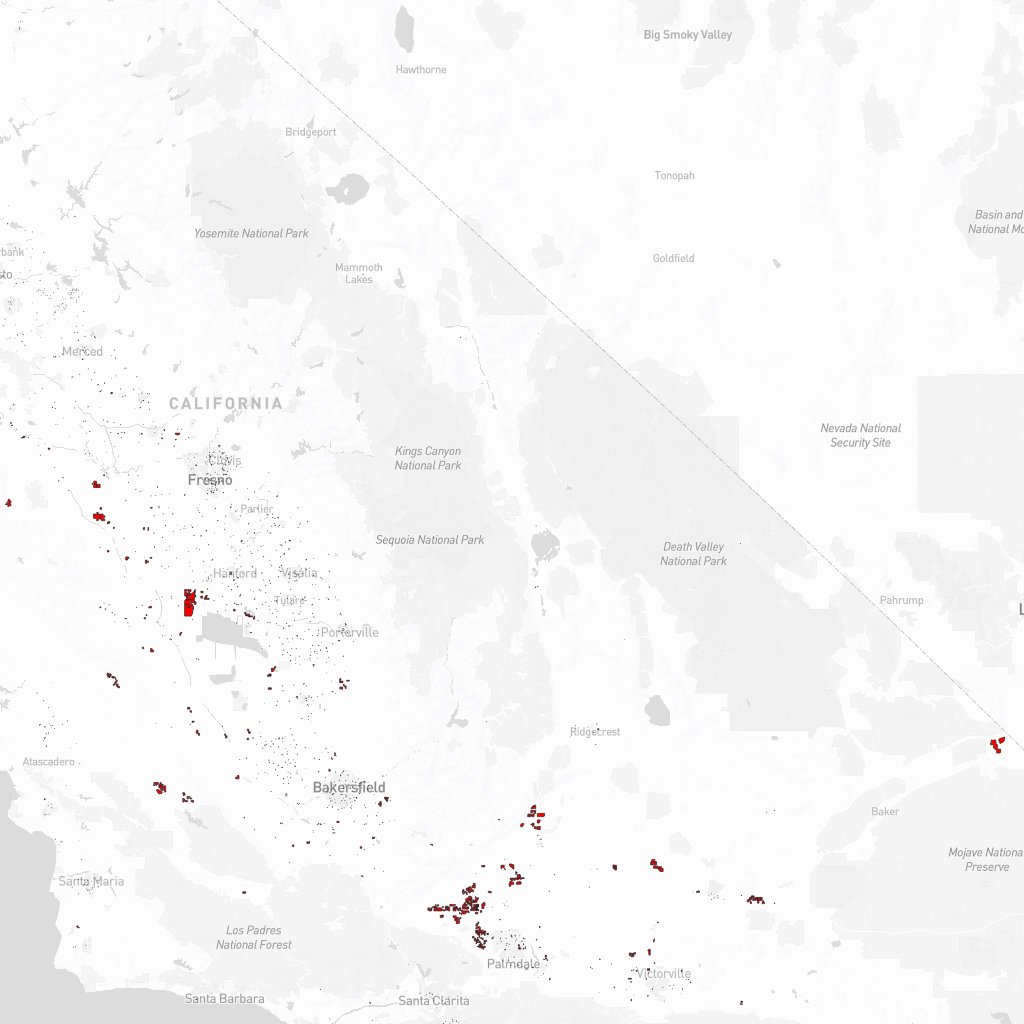 Big Smoky Valley
Hawthorne
Bridgeport
Tonopah
Basin and
National Mo
Yosemite National Park
rbank
sto
Mammoth
Lakes
Goldfield
Merced
CALIFORNIA
Nevada National
Security Site
Kings Canyon
National Park
Clovis
Fresno
Parlier
Sequoia National Park
Death Valley
National Park
Hanford
Visalia
Tulare
Pahrump
L
Porterville
Ridgecrest
Atascadero
Bakersfield
Baker
Mojave Nationa
Preserve
Santa Maria
Los Padres
National Forest
Palmdale
Victorville
Santa Barbara
Santa Clarita